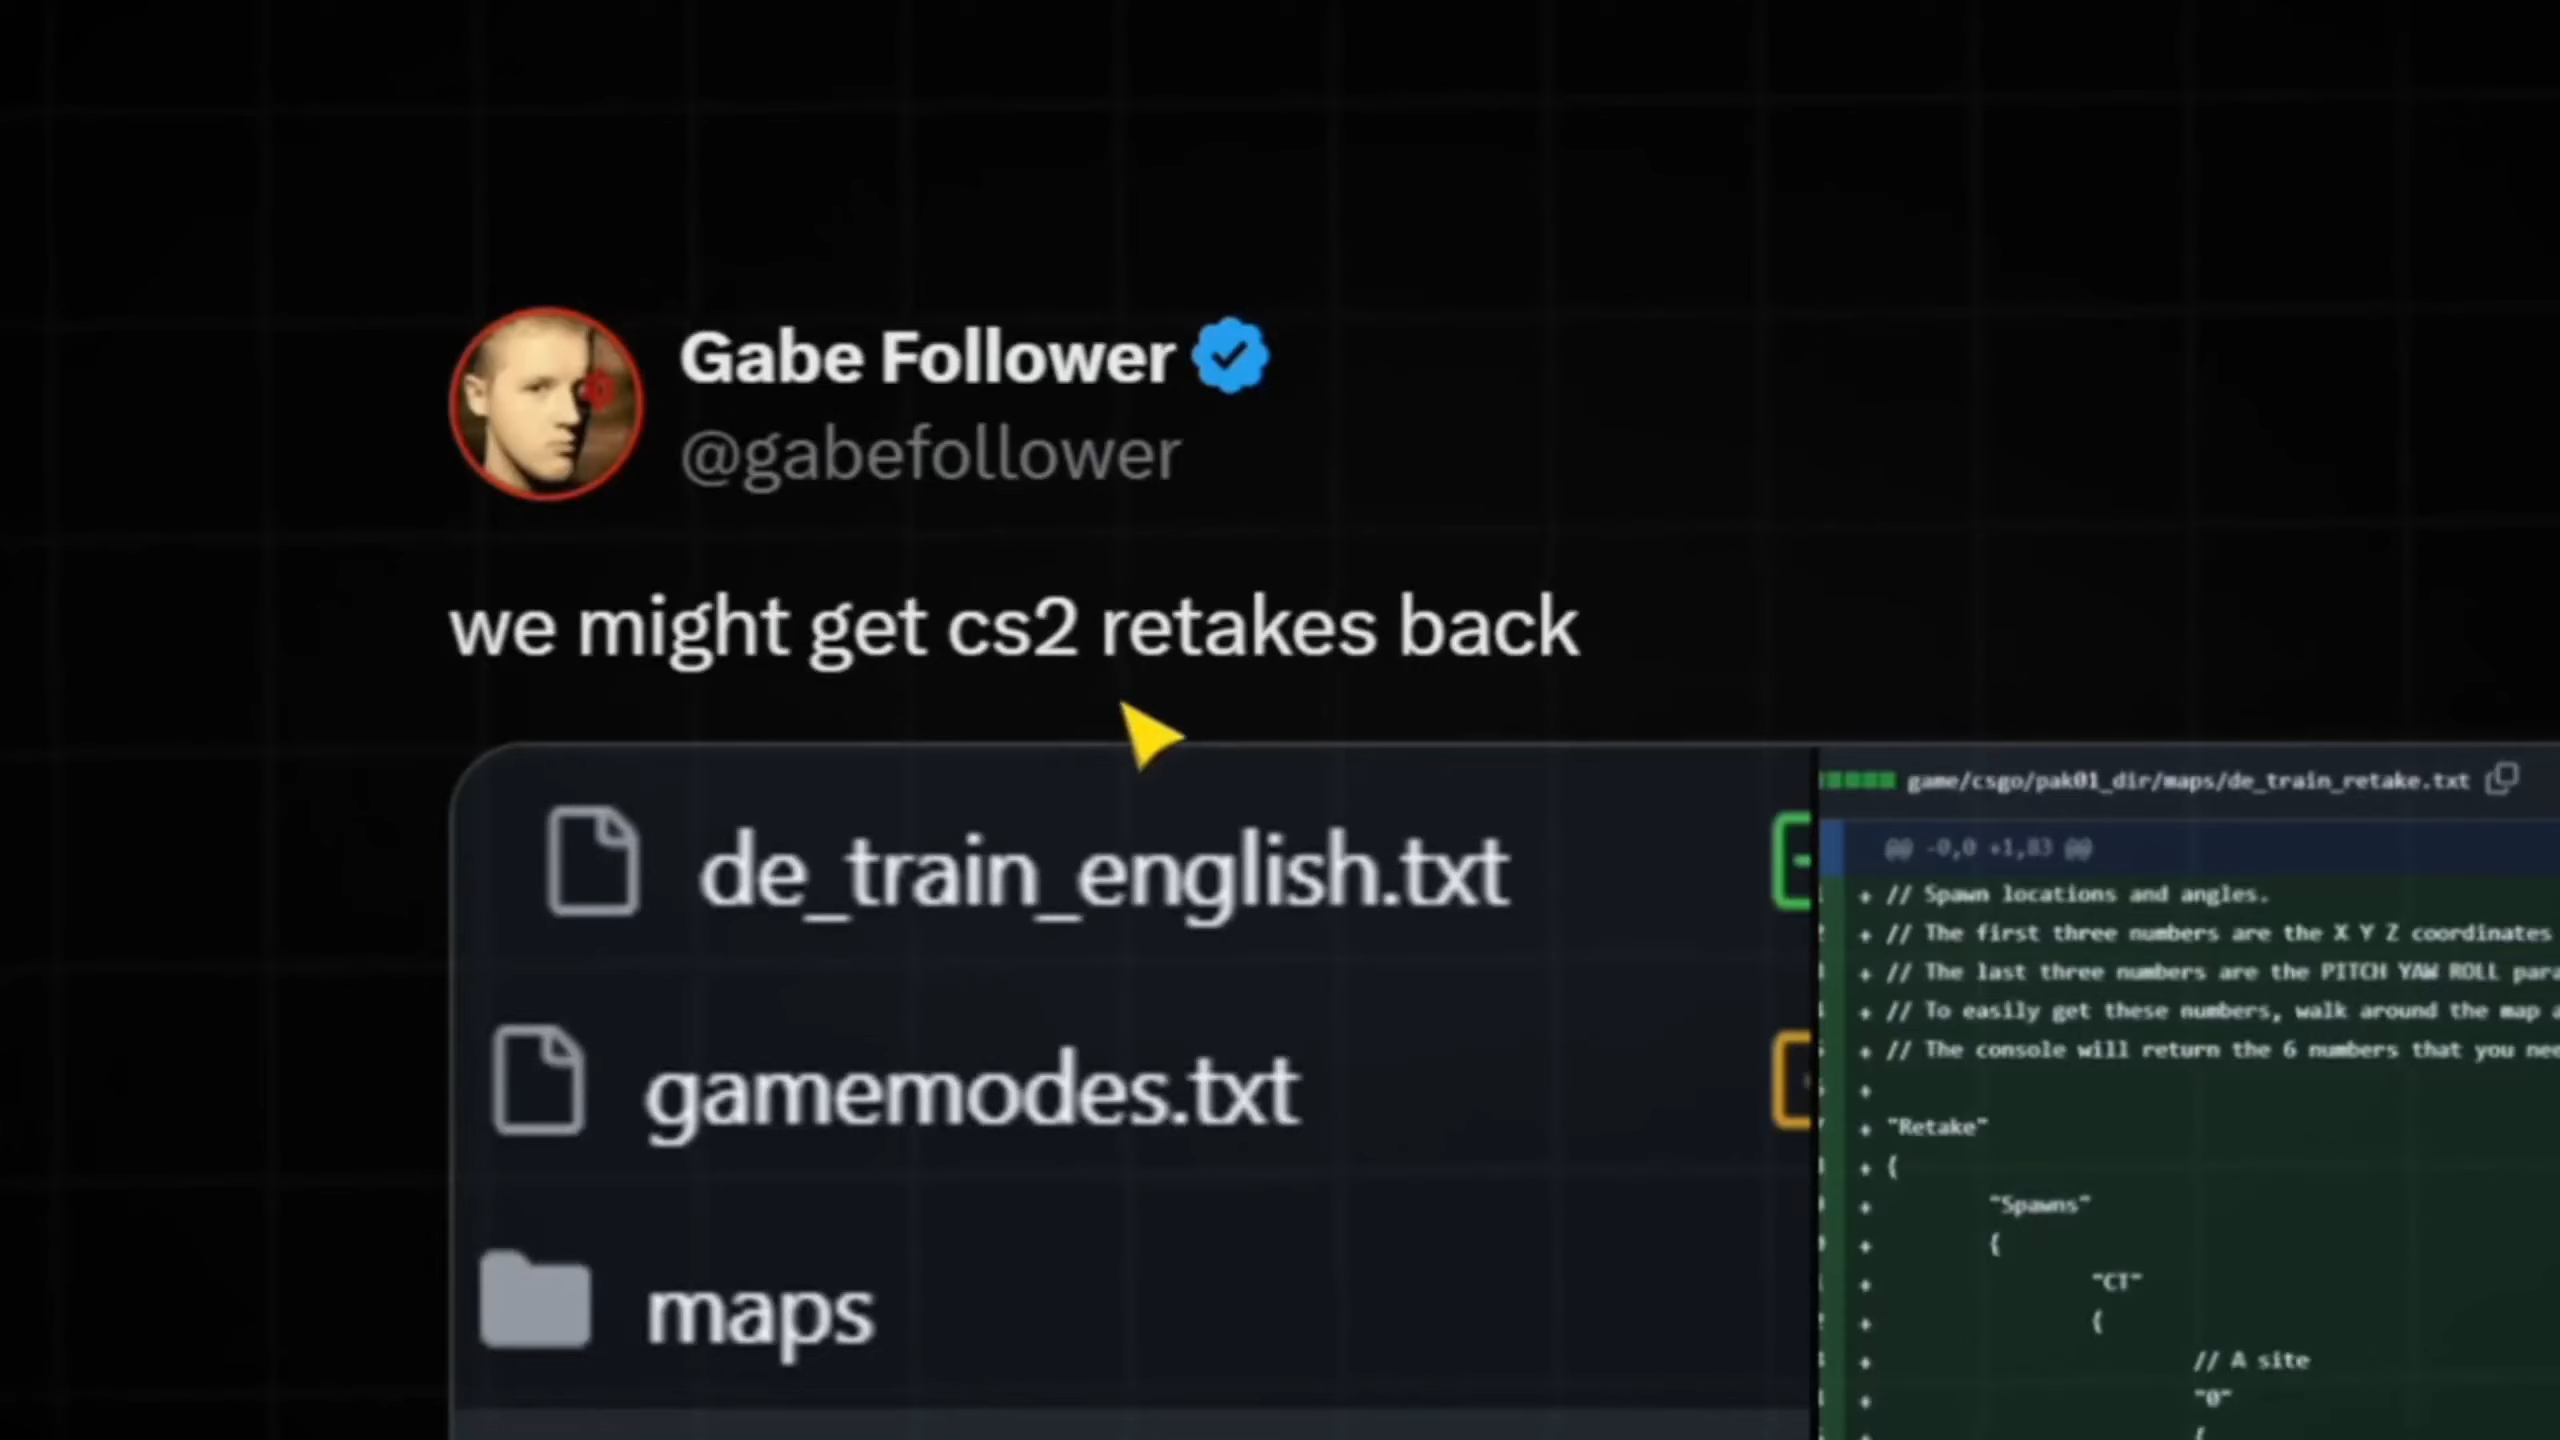 Gabe Follower
@gabefollower
we might get cs2 retakes back
de_train_english.txt
gamemodes.txt
maps
game/csgo/pak01_dir/maps/de_train_retake.txt
@@ -0,0 +1,83 @@
+ // Spawn locations and angles.
+ // The first three numbers are the X Y Z coordinates
+ // The last three numbers are the PITCH YAW ROLL
+ // To easily get these numbers, walk around the map
+ // The console will return the 6 numbers that you
+
+ "Retake"
+ {
+ "Spawns"
+ {
+ "CT"
+ {
+ // A site
+ "0"
+ {